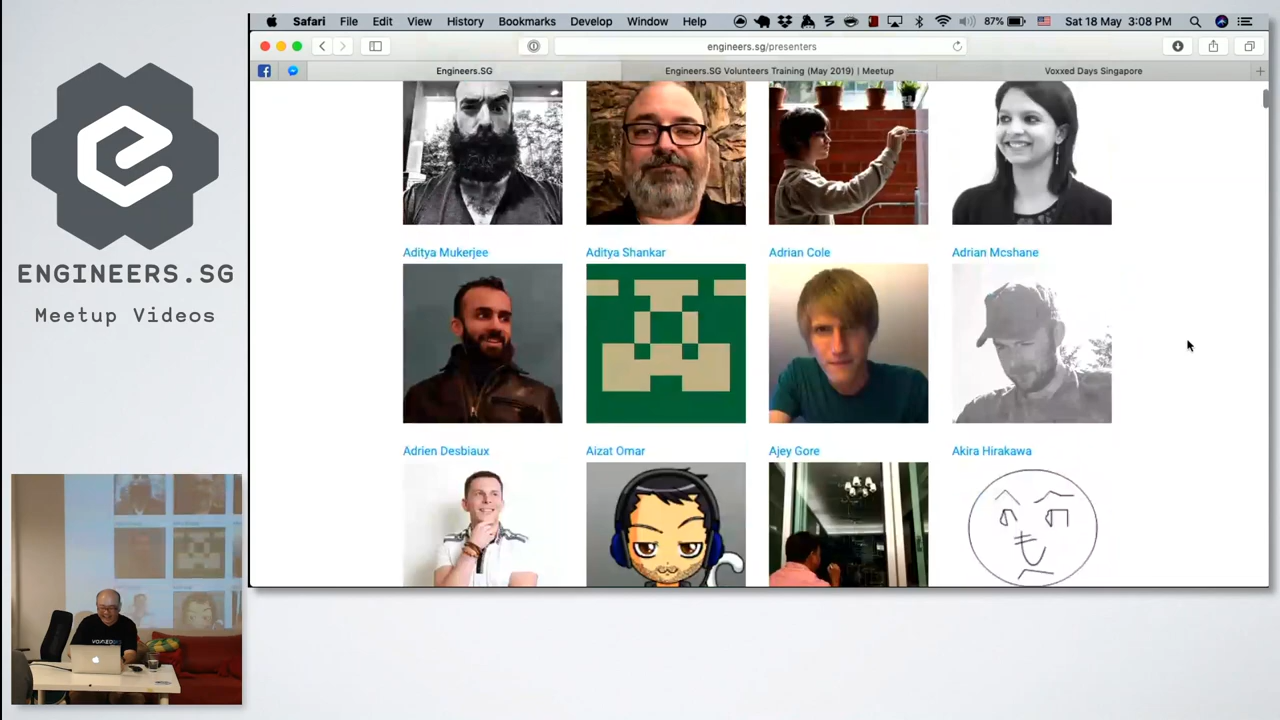 Safari File Edit View History Bookmarks Develop Window Help 87% Sat 18 May 3:08 PM
engineers.sg/presenters
Engineers.SG
Engineers.SG Volunteers Training (May 2019) | Meetup
Voxxed Days Singapore
ENGINEERS.SG
Meetup Videos
Aditya Mukerjee
Aditya Shankar
Adrian Cole
Adrian Mcshane
Adrien Desbiaux
Aizat Omar
Ajey Gore
Akira Hirakawa